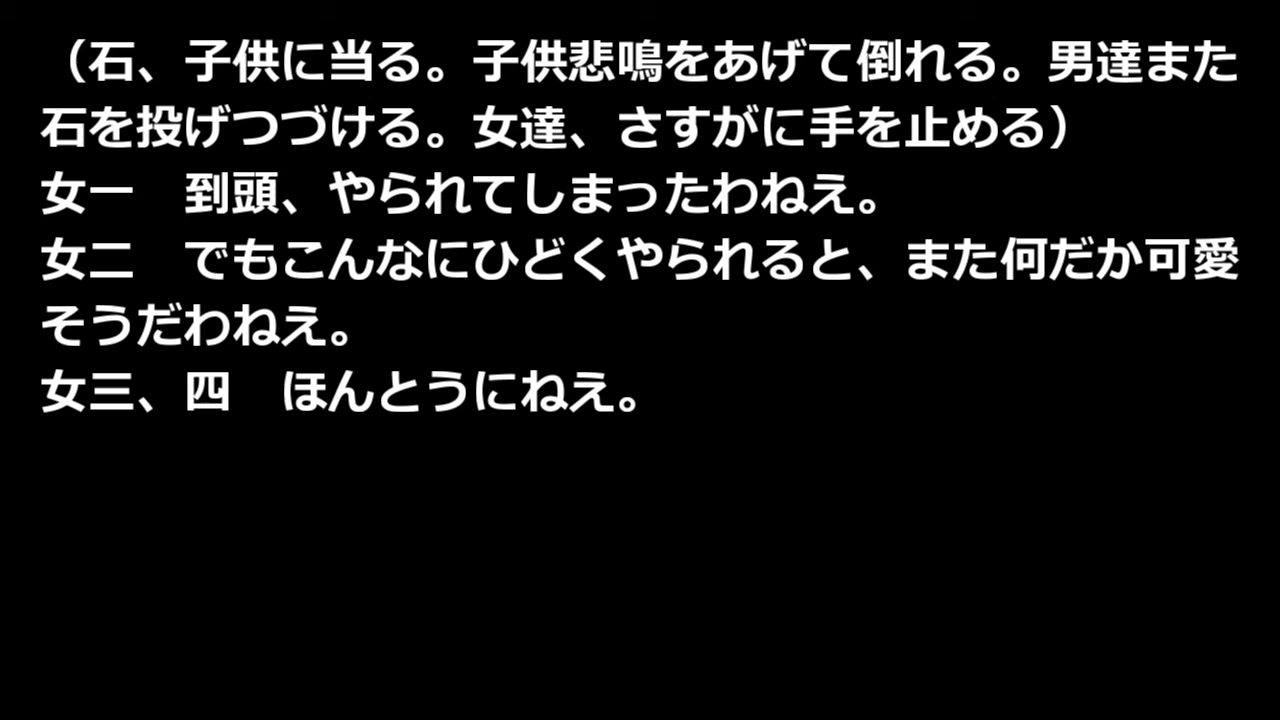 （石、子供に当る。子供悲鳴をあげて倒れる。男達また
石を投げつづける。女達、さすがに手を止める）
女一　到頭、やられてしまったわねえ。
女二　でもこんなにひどくやられると、また何だか可愛
そうだわねえ。
女三、四　ほんとうにねえ。